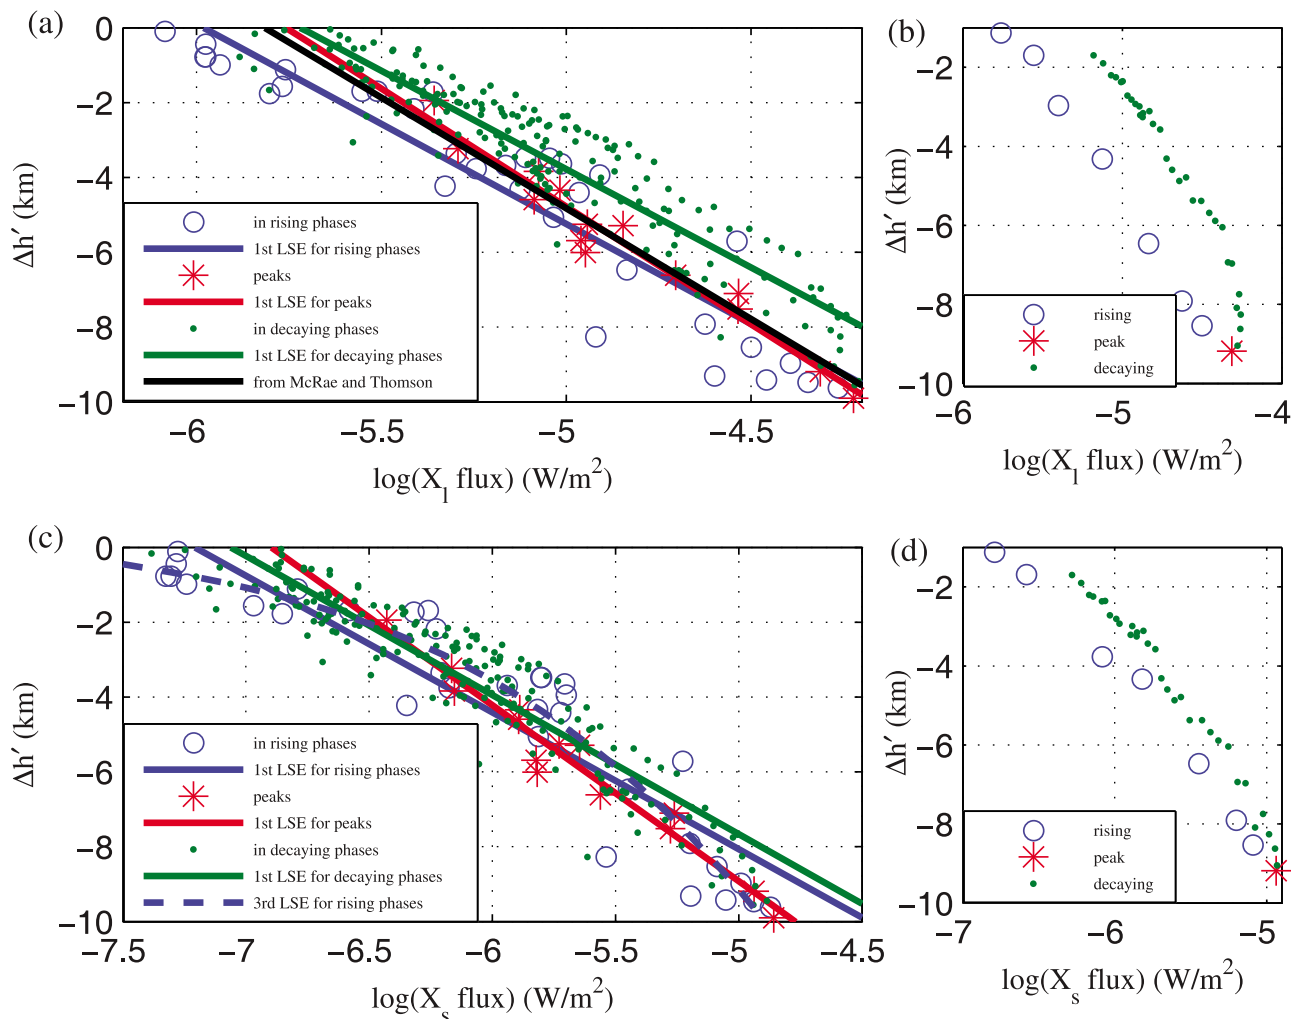 (a)
0
−2
−4
−6
−8
−10
Δh′ (km)
in rising phases
1st LSE for rising phases
peaks
1st LSE for peaks
in decaying phases
1st LSE for decaying phases
from McRae and Thomson
−6
−5.5
−5
−4.5
log(X_l flux) (W/m²)
(b)
0
−2
−4
−6
−8
−10
Δh′ (km)
rising
peak
decaying
−6
−5
−4
log(X_l flux) (W/m²)
(c)
0
−2
−4
−6
−8
−10
Δh′ (km)
in rising phases
1st LSE for rising phases
peaks
1st LSE for peaks
in decaying phases
1st LSE for decaying phases
3rd LSE for rising phases
−7.5
−7
−6.5
−6
−5.5
−5
−4.5
log(X_s flux) (W/m²)
(d)
0
−2
−4
−6
−8
−10
Δh′ (km)
rising
peak
decaying
−7
−6
−5
log(X_s flux) (W/m²)